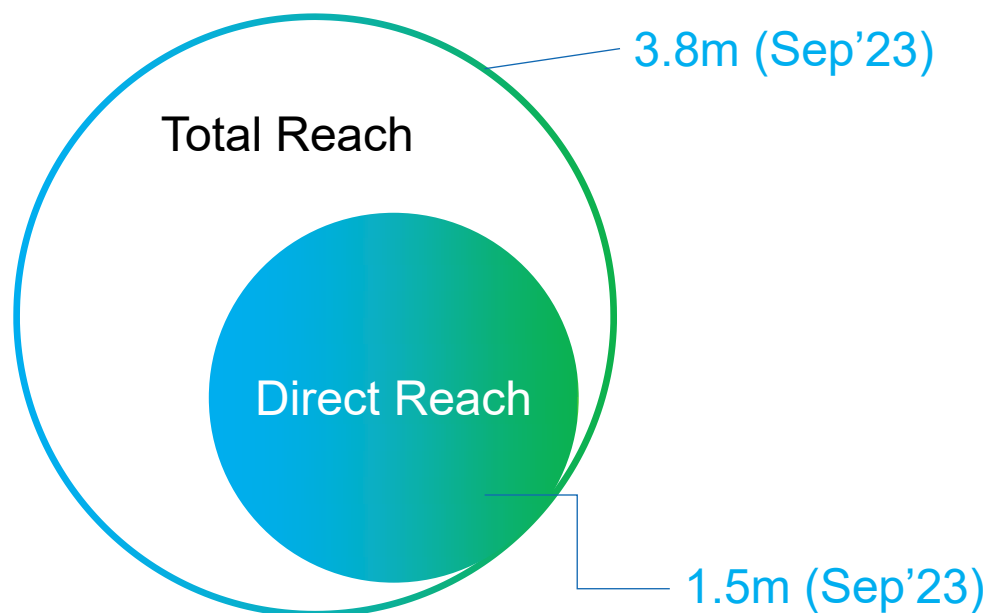 3.8m (Sep’23)
Total Reach
Direct Reach
1.5m (Sep’23)